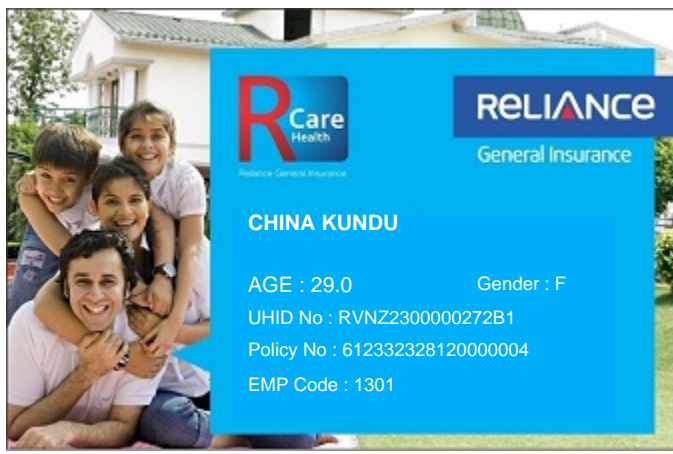 R Care
Health
Reliance General Insurance
RELIANCE
General Insurance
CHINA KUNDU
AGE : 29.0 Gender : F
UHID No : RVNZ2300000272B1
Policy No : 612332328120000004
EMP Code : 1301